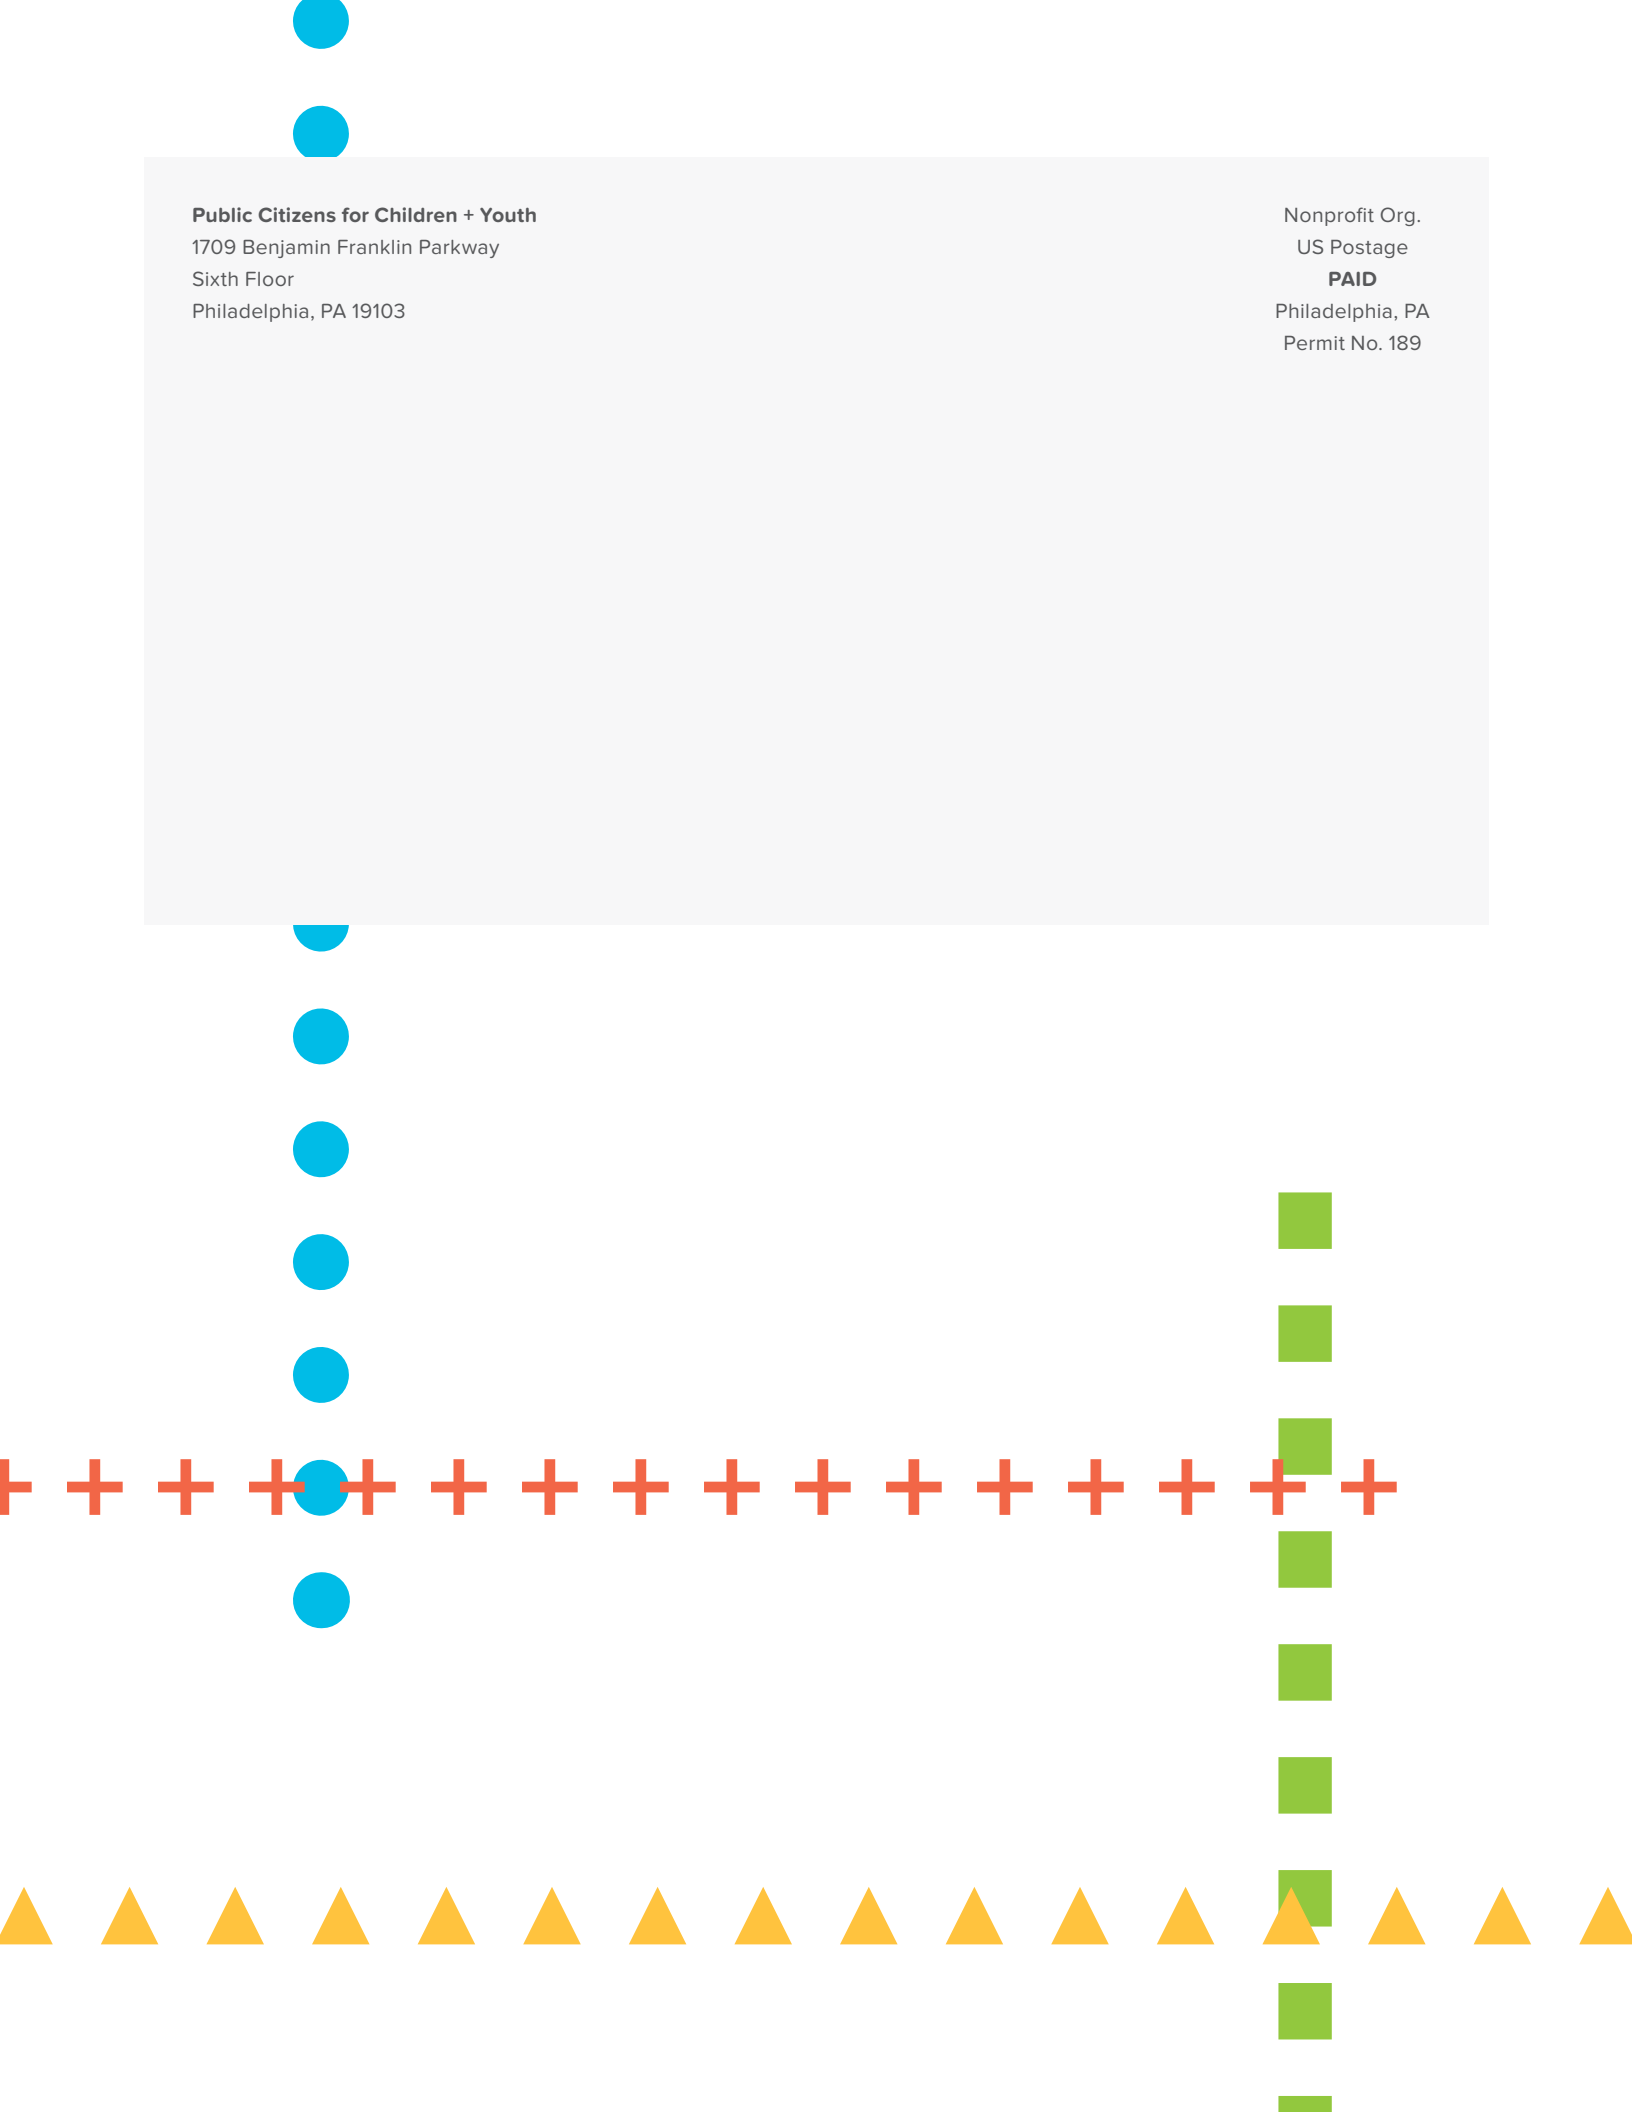 Public Citizens for Children + Youth
1709 Benjamin Franklin Parkway
Sixth Floor
Philadelphia, PA 19103
Nonprofit Org.
US Postage
PAID
Philadelphia, PA
Permit No. 189